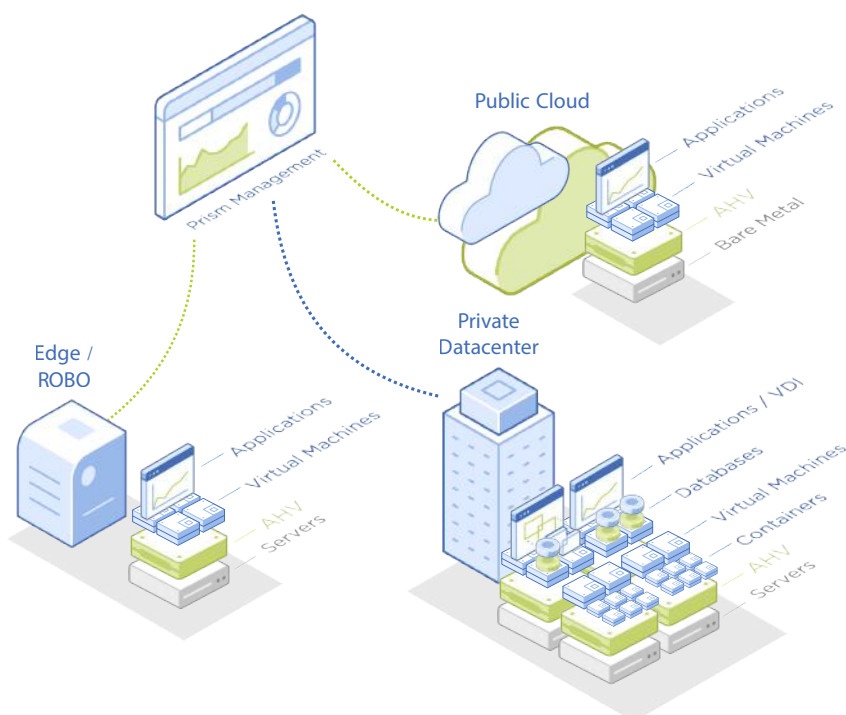 Public Cloud
Applications
Virtual Machines
AHV
Bare Metal
Prism Management
Private
Datacenter
Edge /
ROBO
Applications
Virtual Machines
AHV
Servers
Applications / VDI
Databases
Virtual Machines
Containers
AHV
Servers